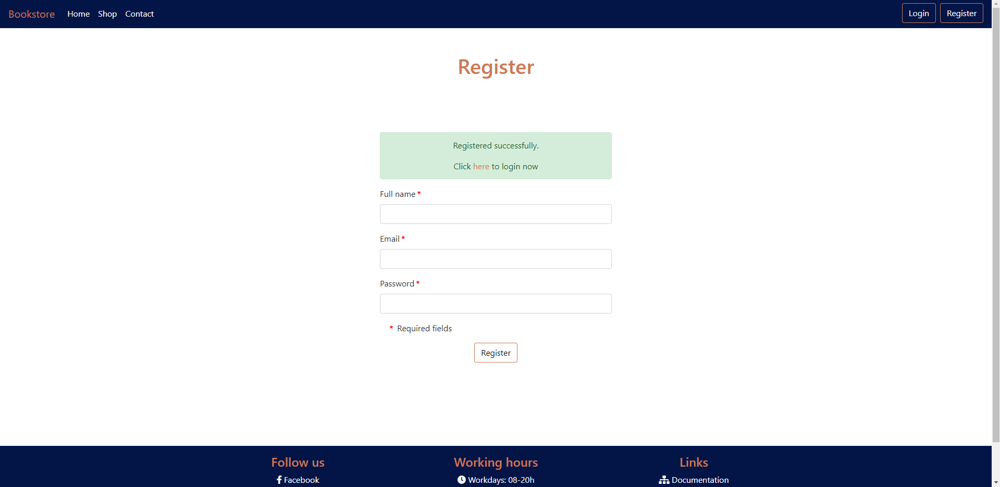 Bookstore Home Shop Contact Login Register
Register
Registered successfully.
Click here to login now
Full name *
Email *
Password *
* Required fields
Register
Follow us Working hours Links
Facebook Workdays: 08-20h Documentation